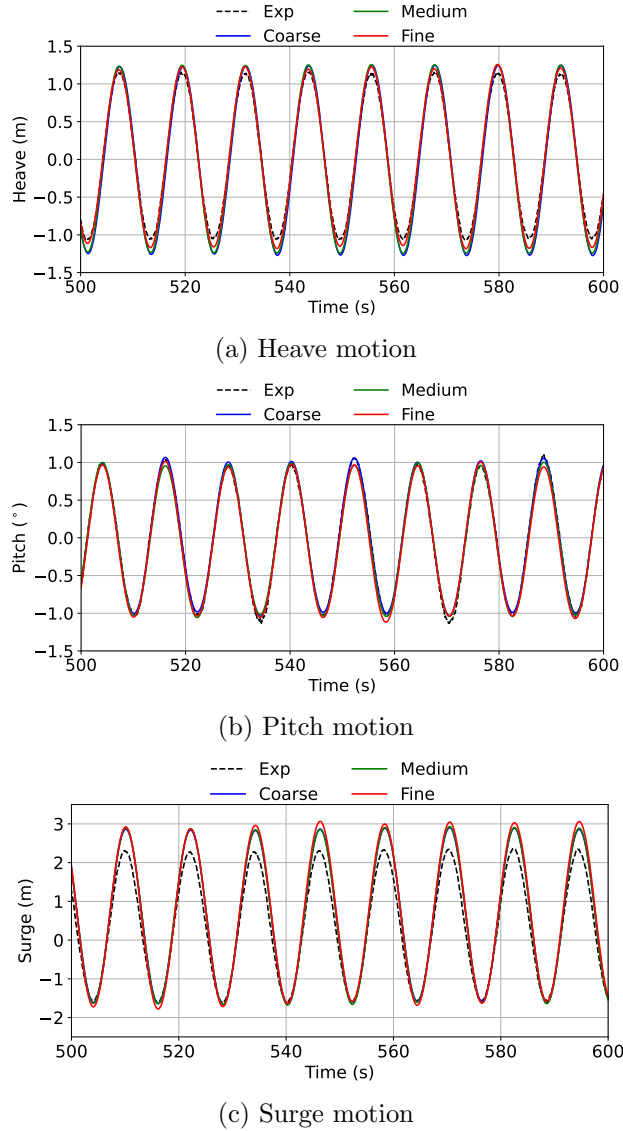 Exp Medium
Coarse Fine
1.5
1.0
0.5
0.0
−0.5
−1.0
−1.5
Heave (m)
500 520 540 560 580 600
Time (s)
(a) Heave motion
Exp Medium
Coarse Fine
1.5
1.0
0.5
0.0
−0.5
−1.0
−1.5
Pitch (°)
500 520 540 560 580 600
Time (s)
(b) Pitch motion
Exp Medium
Coarse Fine
3
2
1
0
−1
−2
Surge (m)
500 520 540 560 580 600
Time (s)
(c) Surge motion